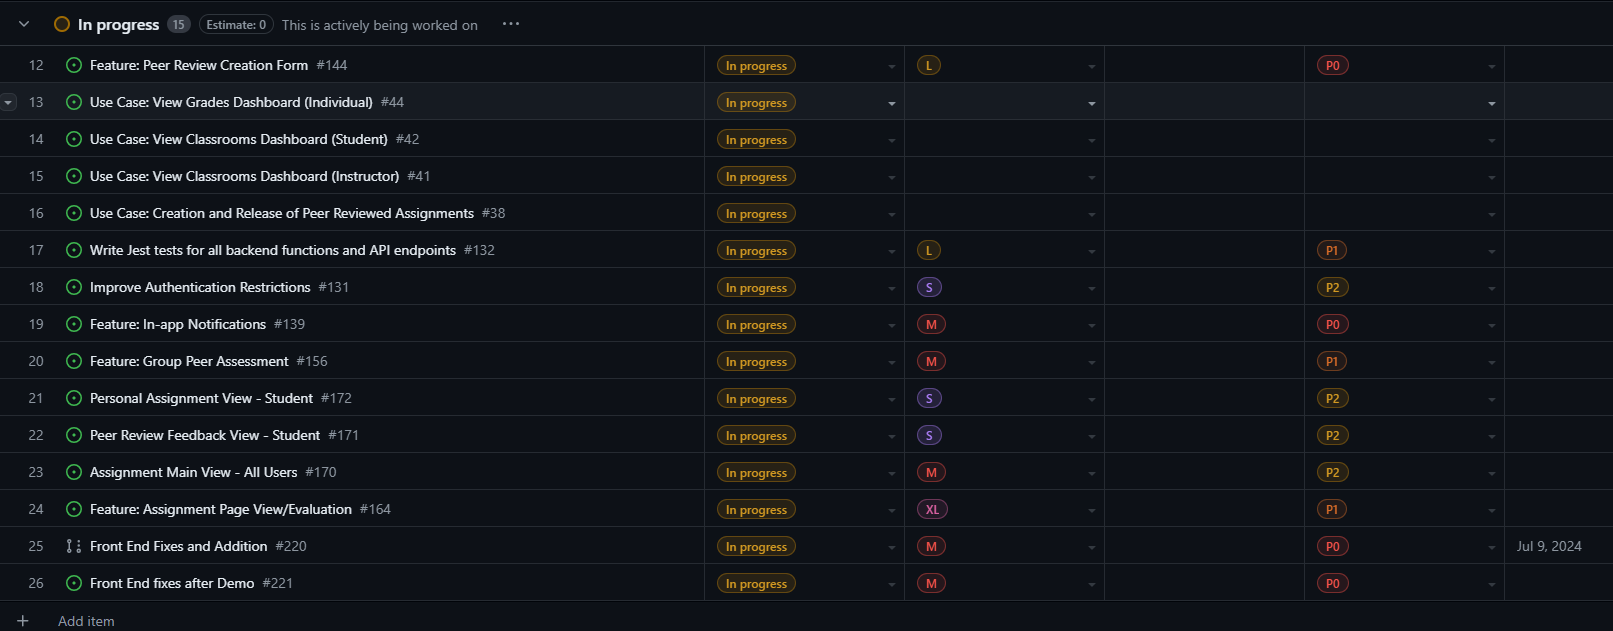 In progress 15 Estimate: 0 This is actively being worked on ...
12 Feature: Peer Review Creation Form #144 In progress L P0
13 Use Case: View Grades Dashboard (Individual) #44 In progress
14 Use Case: View Classrooms Dashboard (Student) #42 In progress
15 Use Case: View Classrooms Dashboard (Instructor) #41 In progress
16 Use Case: Creation and Release of Peer Reviewed Assignments #38 In progress
17 Write Jest tests for all backend functions and API endpoints #132 In progress L P1
18 Improve Authentication Restrictions #131 In progress S P2
19 Feature: In-app Notifications #139 In progress M P0
20 Feature: Group Peer Assessment #156 In progress M P1
21 Personal Assignment View - Student #172 In progress S P2
22 Peer Review Feedback View - Student #171 In progress S P2
23 Assignment Main View - All Users #170 In progress M P2
24 Feature: Assignment Page View/Evaluation #164 In progress XL P1
25 Front End Fixes and Addition #220 In progress M P0 Jul 9, 2024
26 Front End fixes after Demo #221 In progress M P0
+ Add item